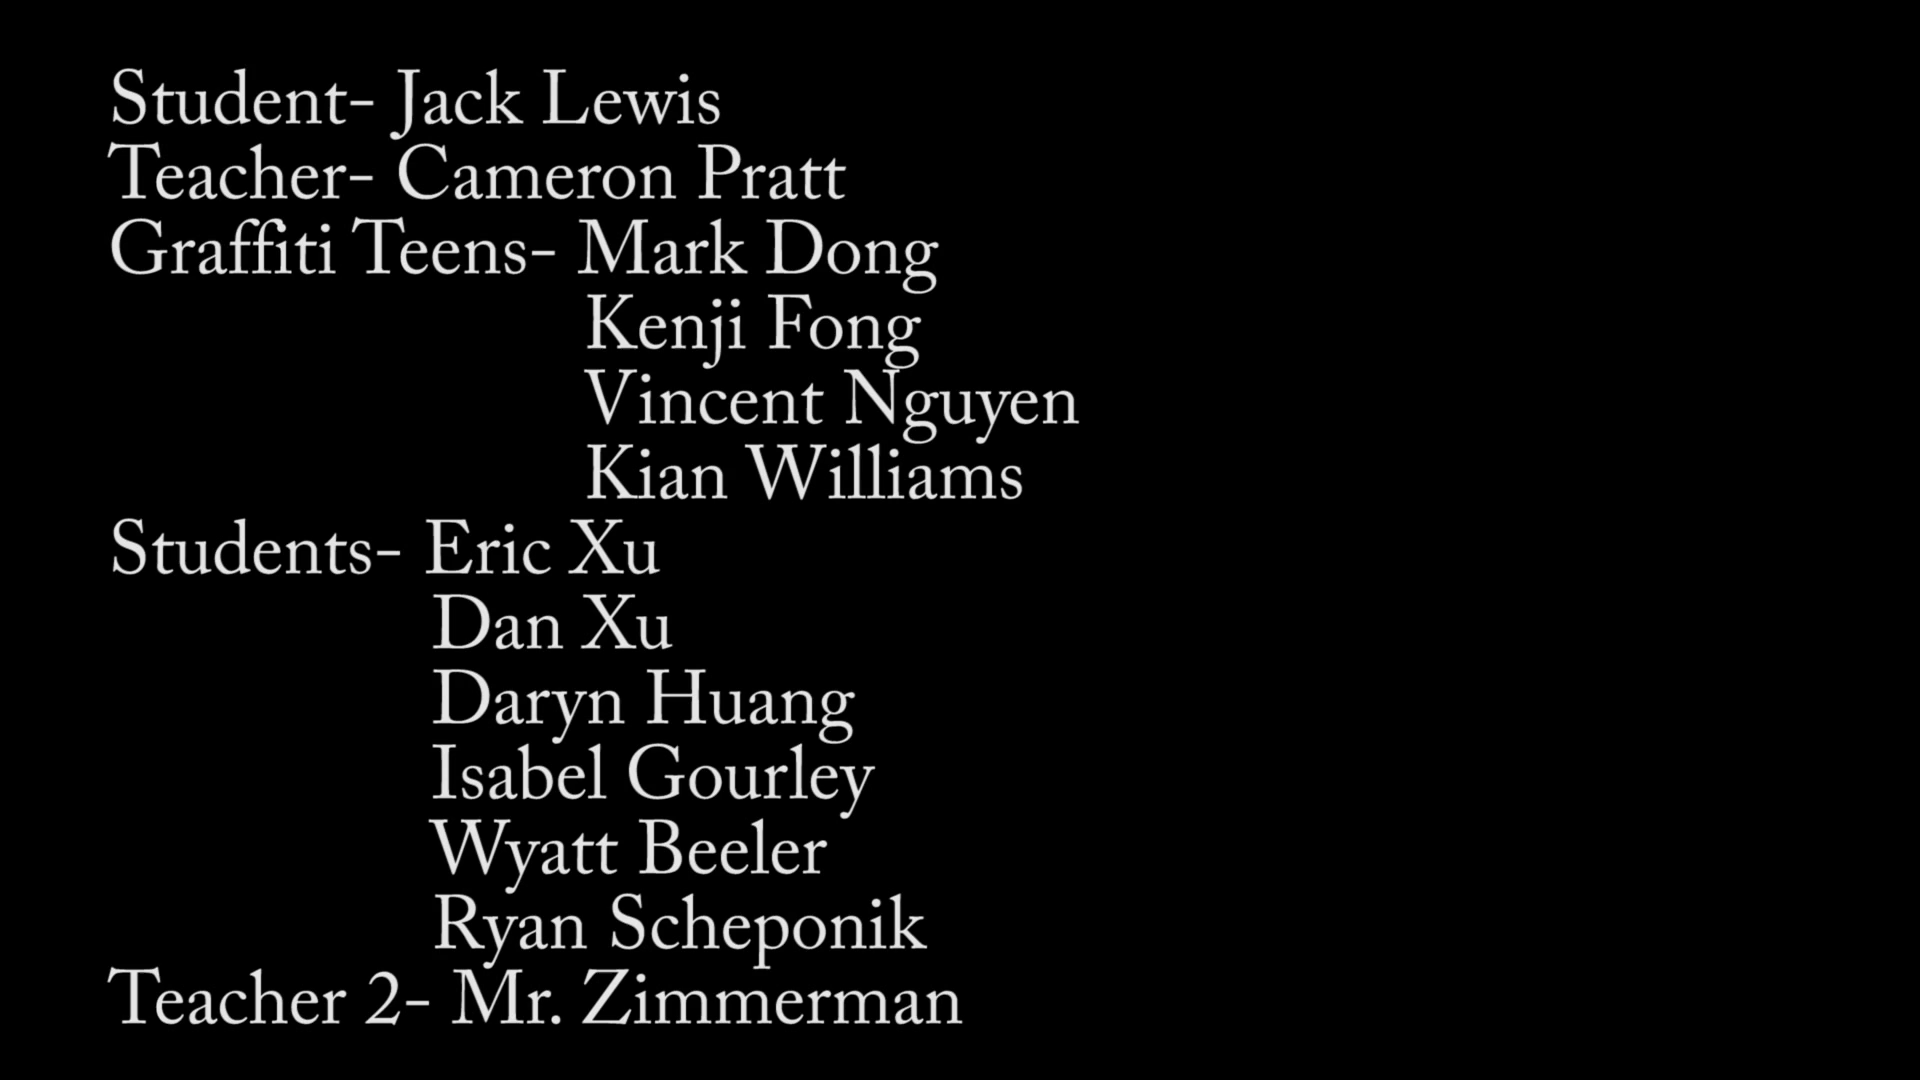 Student- Jack Lewis
Teacher- Cameron Pratt
Graffiti Teens- Mark Dong
Kenji Fong
Vincent Nguyen
Kian Williams
Students- Eric Xu
Dan Xu
Daryn Huang
Isabel Gourley
Wyatt Beeler
Ryan Scheponik
Teacher 2- Mr. Zimmerman